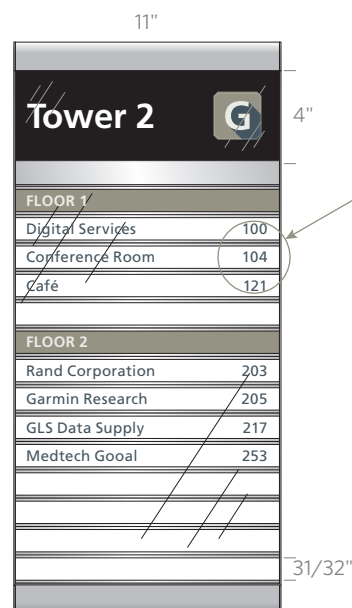 11"
Tower 2 G
4"
FLOOR 1
Digital Services 100
Conference Room 104
Café 121
FLOOR 2
Rand Corporation 203
Garmin Research 205
GLS Data Supply 217
Medtech Gooal 253
31/32"